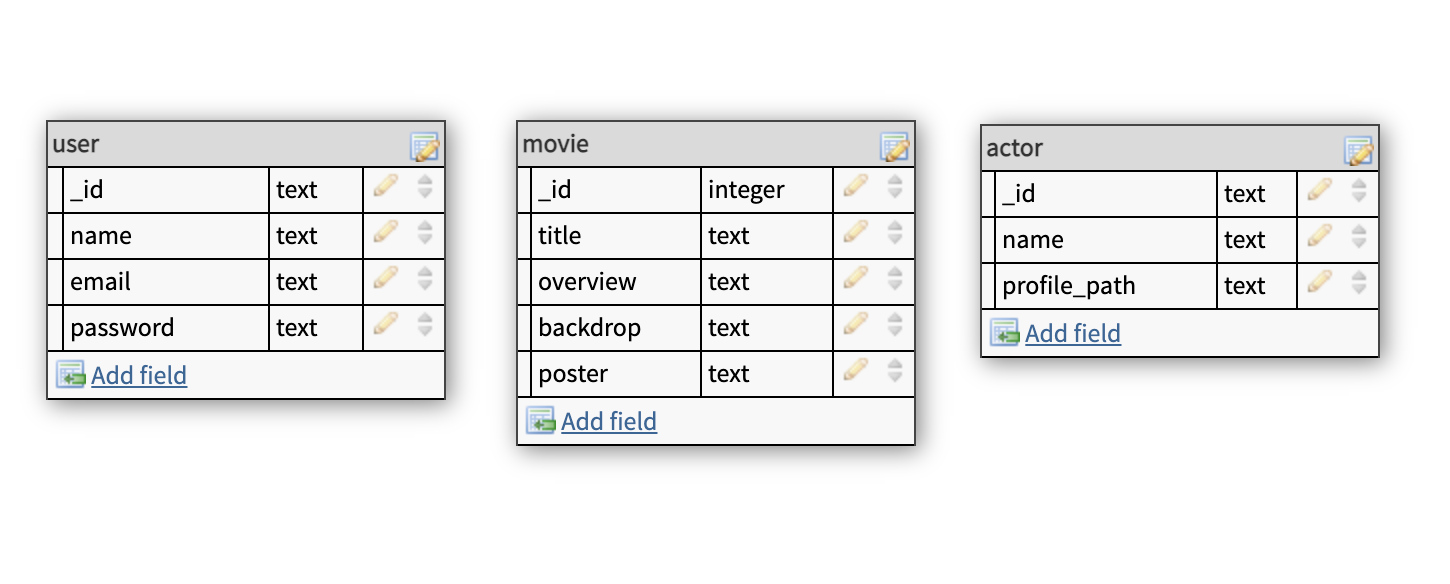 user
_id text
name text
email text
password text
Add field
movie
_id integer
title text
overview text
backdrop text
poster text
Add field
actor
_id text
name text
profile_path text
Add field